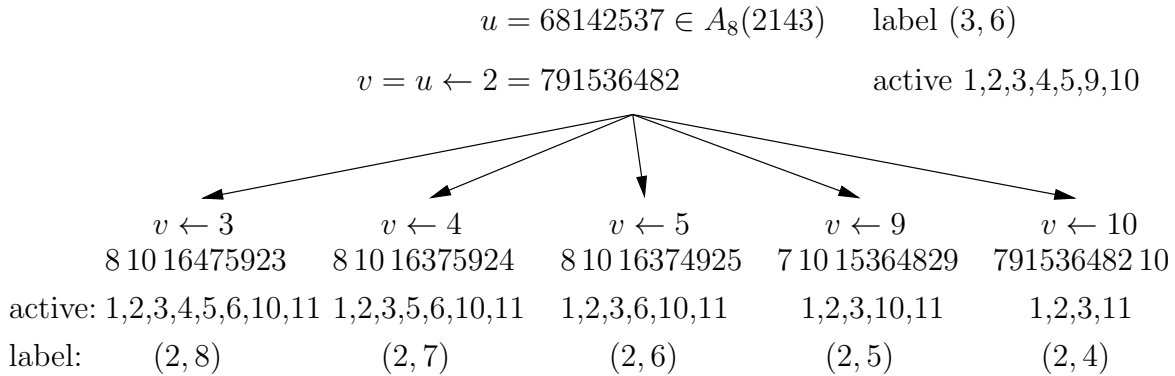 u = 68142537 ∈ A₈(2143) label (3, 6)
v = u ← 2 = 791536482 active 1,2,3,4,5,9,10
v ← 3 v ← 4 v ← 5 v ← 9 v ← 10
8 10 16475923 8 10 16375924 8 10 16374925 7 10 15364829 791536482 10
active: 1,2,3,4,5,6,10,11 1,2,3,5,6,10,11 1,2,3,6,10,11 1,2,3,10,11 1,2,3,11
label: (2, 8) (2, 7) (2, 6) (2, 5) (2, 4)